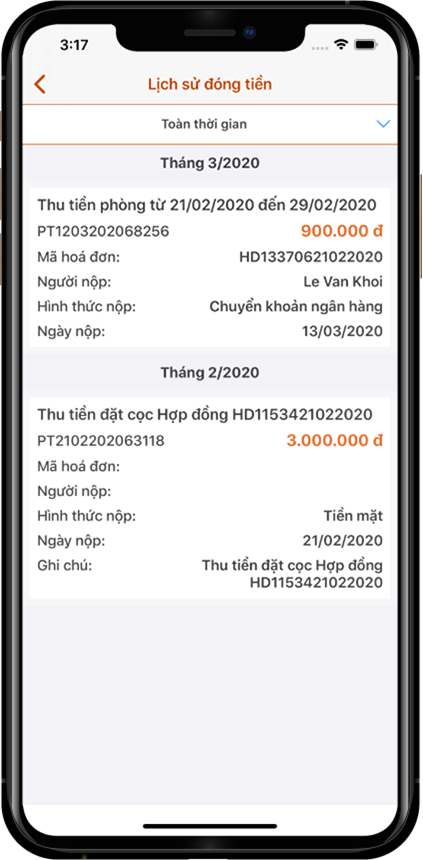 3:17
Lịch sử đóng tiền
Toàn thời gian
Tháng 3/2020
Thu tiền phòng từ 21/02/2020 đến 29/02/2020
PT1203202068256 900.000 đ
Mã hoá đơn: HD13370621022020
Người nộp: Le Van Khoi
Hình thức nộp: Chuyển khoản ngân hàng
Ngày nộp: 13/03/2020
Tháng 2/2020
Thu tiền đặt cọc Hợp đồng HD1153421022020
PT2102202063118 3.000.000 đ
Mã hoá đơn:
Người nộp:
Hình thức nộp: Tiền mặt
Ngày nộp: 21/02/2020
Ghi chú: Thu tiền đặt cọc Hợp đồng
HD1153421022020